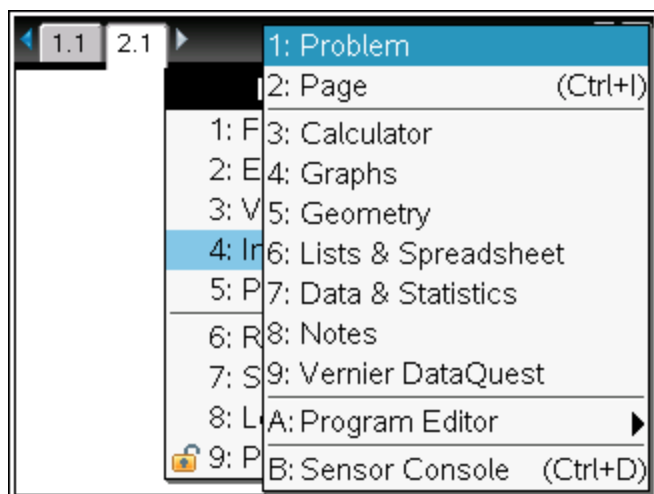 1.1 2.1
1: Problem
2: Page (Ctrl+I)
3: Calculator
4: Graphs
5: Geometry
6: Lists & Spreadsheet
7: Data & Statistics
8: Notes
9: Vernier DataQuest
A: Program Editor
B: Sensor Console (Ctrl+D)
1: F
2: E
3: V
4: In
5: P
6: R
7: S
8: L
9: P